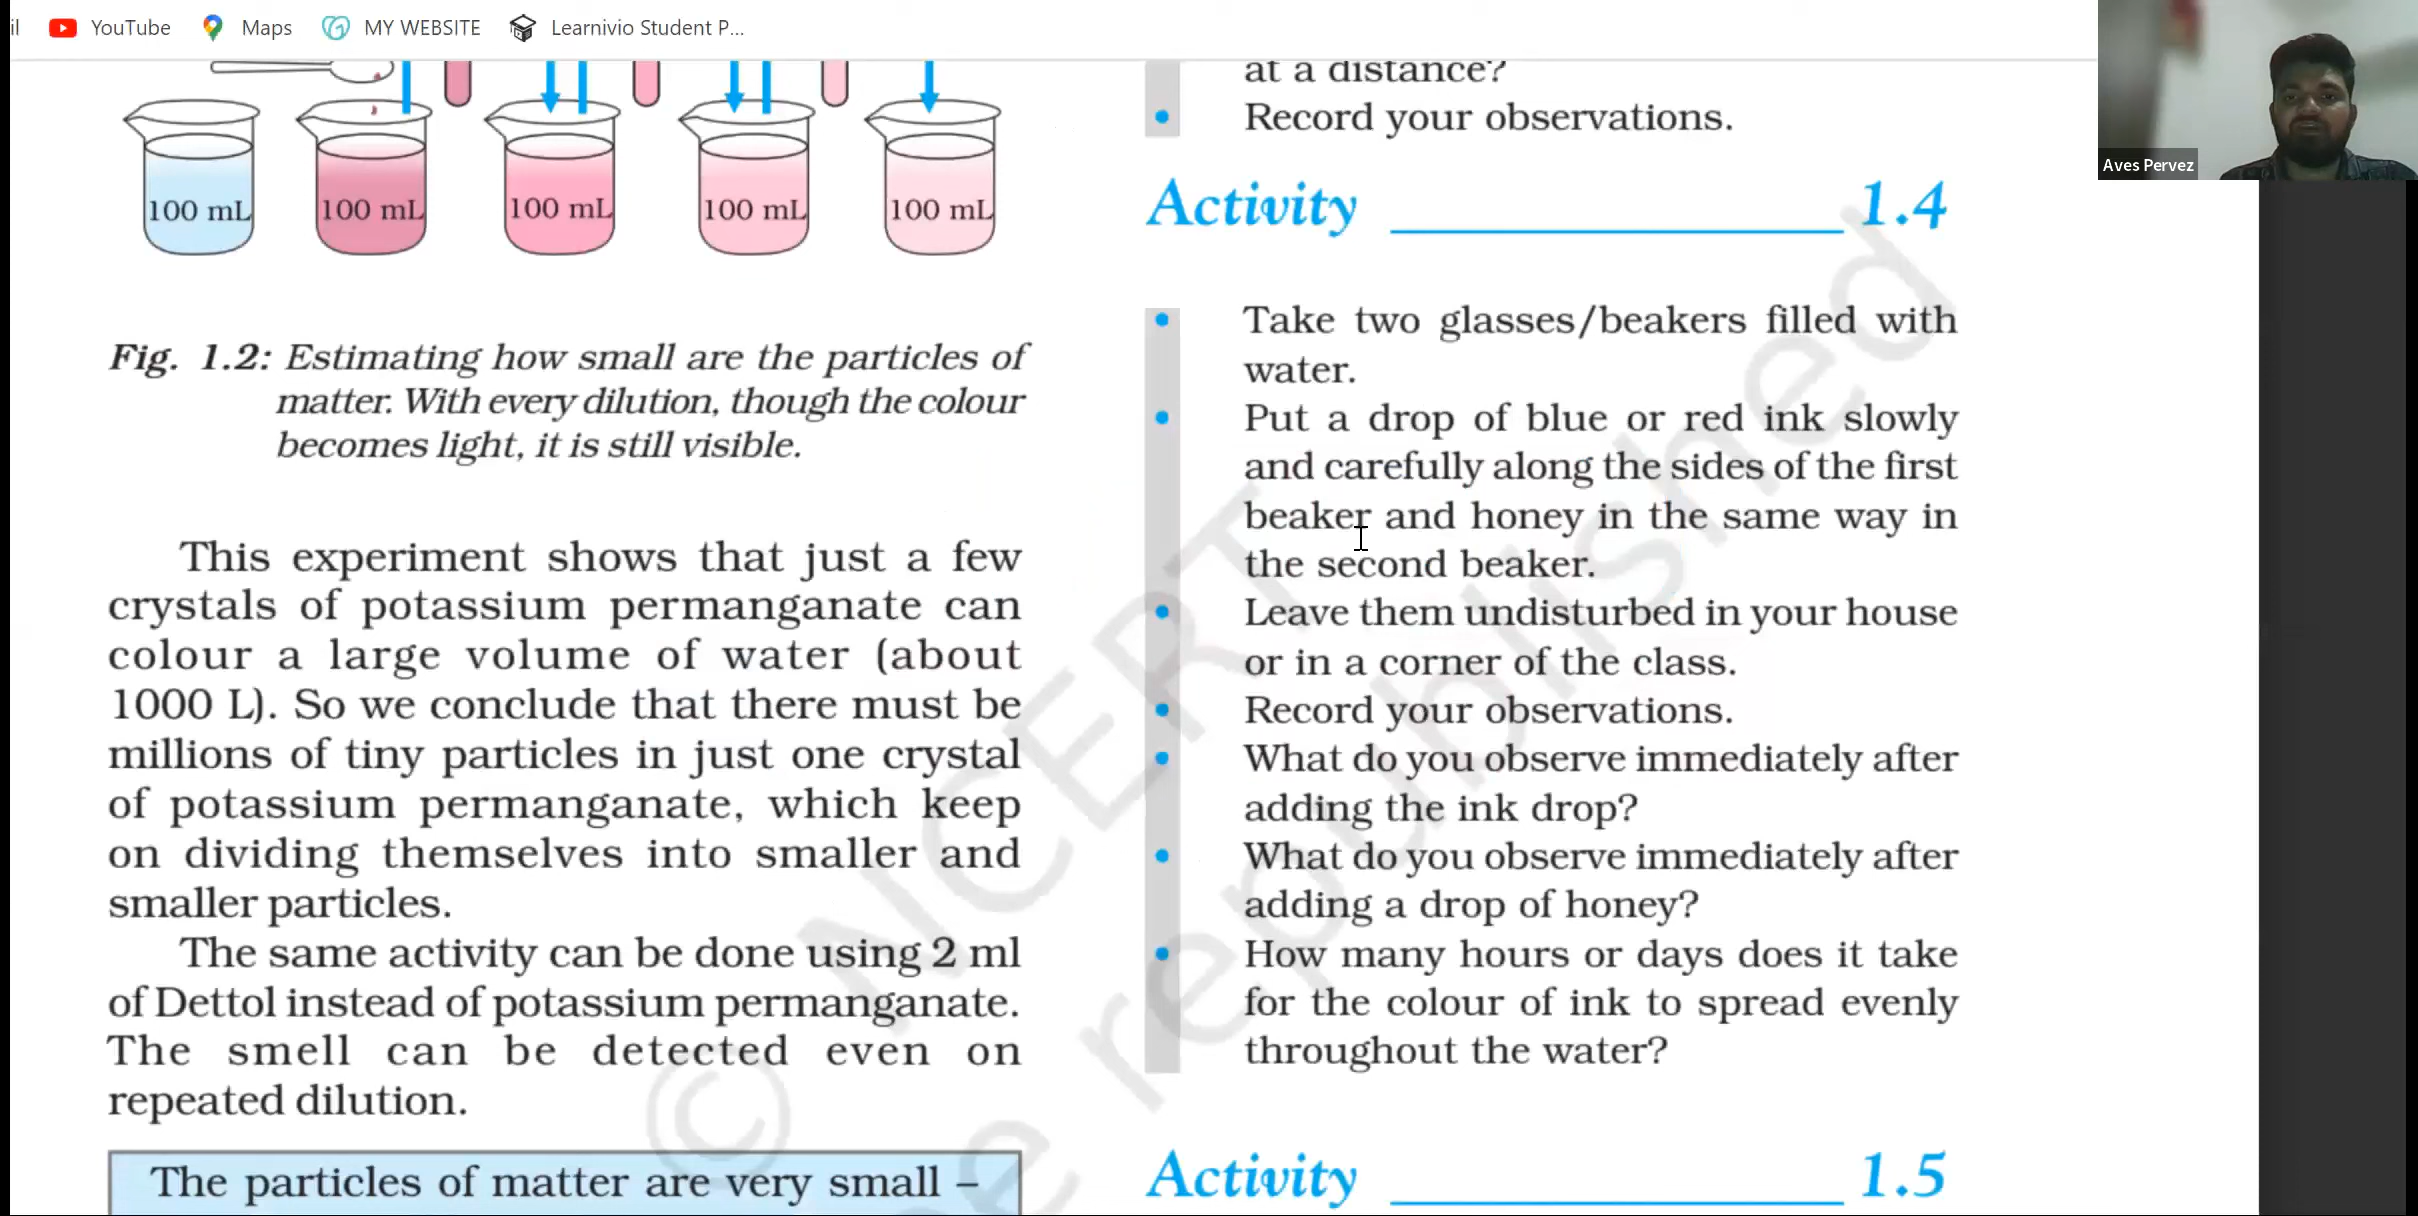 il YouTube Maps MY WEBSITE Learnivio Student P...
Aves Pervez
100 mL 100 mL 100 mL 100 mL 100 mL
Fig. 1.2: Estimating how small are the particles of
matter. With every dilution, though the colour
becomes light, it is still visible.
This experiment shows that just a few
crystals of potassium permanganate can
colour a large volume of water (about
1000 L). So we conclude that there must be
millions of tiny particles in just one crystal
of potassium permanganate, which keep
on dividing themselves into smaller and
smaller particles.
The same activity can be done using 2 ml
of Dettol instead of potassium permanganate.
The smell can be detected even on
repeated dilution.
The particles of matter are very small –
at a distance?
• Record your observations.
Activity 1.4
• Take two glasses/beakers filled with
water.
• Put a drop of blue or red ink slowly
and carefully along the sides of the first
beaker and honey in the same way in
the second beaker.
• Leave them undisturbed in your house
or in a corner of the class.
• Record your observations.
• What do you observe immediately after
adding the ink drop?
• What do you observe immediately after
adding a drop of honey?
• How many hours or days does it take
for the colour of ink to spread evenly
throughout the water?
Activity 1.5
© NCERT
be republished